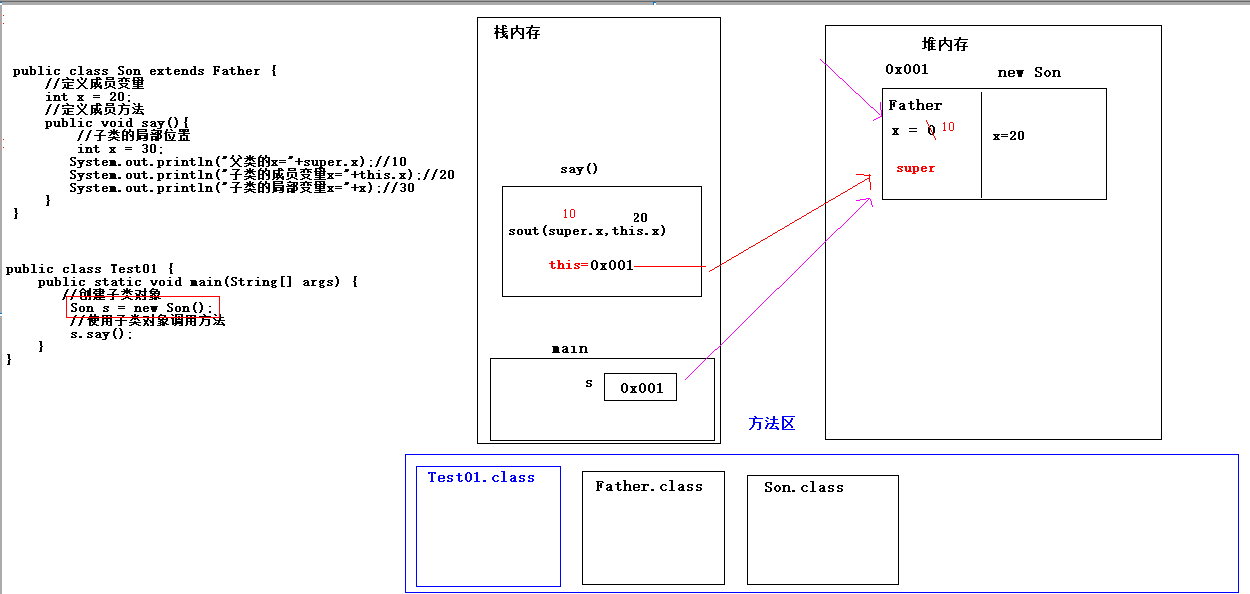 public class Son extends Father {
//定义成员变量
int x = 20;
//定义成员方法
public void say(){
//子类的局部位置
int x = 30;
System.out.println("父类的x="+super.x);//10
System.out.println("子类的成员变量x="+this.x);//20
System.out.println("子类的局部变量x="+x);//30
}
}
public class Test01 {
public static void main(String[] args) {
//创建子类对象
Son s = new Son();
//使用子类对象调用方法
s.say();
}
}
栈内存
say()
10 20
sout(super.x,this.x)
this=0x001
main
s 0x001
堆内存
0x001 new Son
Father
x = 0 10
x=20
super
方法区
Test01.class
Father.class
Son.class